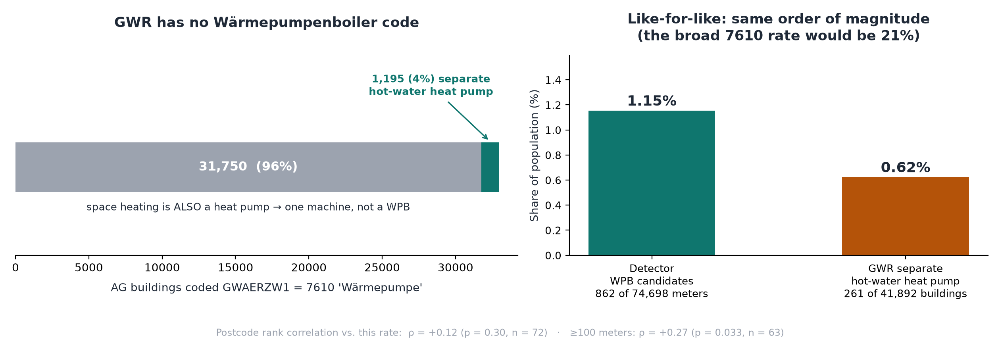 GWR has no Wärmepumpenboiler code
1,195 (4%) separate
hot-water heat pump
31,750 (96%)
space heating is ALSO a heat pump → one machine, not a WPB
0 5000 10000 15000 20000 25000 30000
AG buildings coded GWAERZW1 = 7610 'Wärmepumpe'
Like-for-like: same order of magnitude
(the broad 7610 rate would be 21%)
Share of population (%)
1.4
1.2
1.0
0.8
0.6
0.4
0.2
0.0
1.15%
0.62%
Detector
WPB candidates
862 of 74,698 meters
GWR separate
hot-water heat pump
261 of 41,892 buildings
Postcode rank correlation vs. this rate: ρ = +0.12 (p = 0.30, n = 72) · ≥100 meters: ρ = +0.27 (p = 0.033, n = 63)